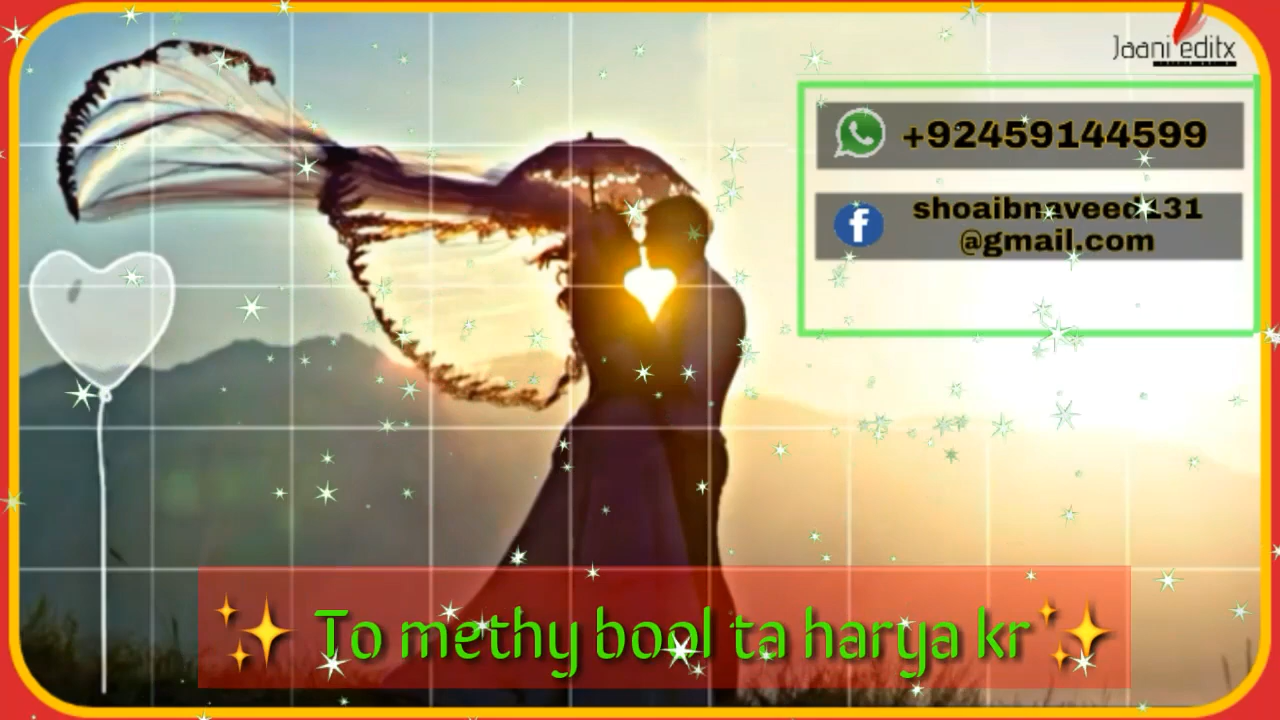 Jaani editx
+92459144599
shoaibnaveed131
@gmail.com
✨ To methy bool ta harya kr ✨